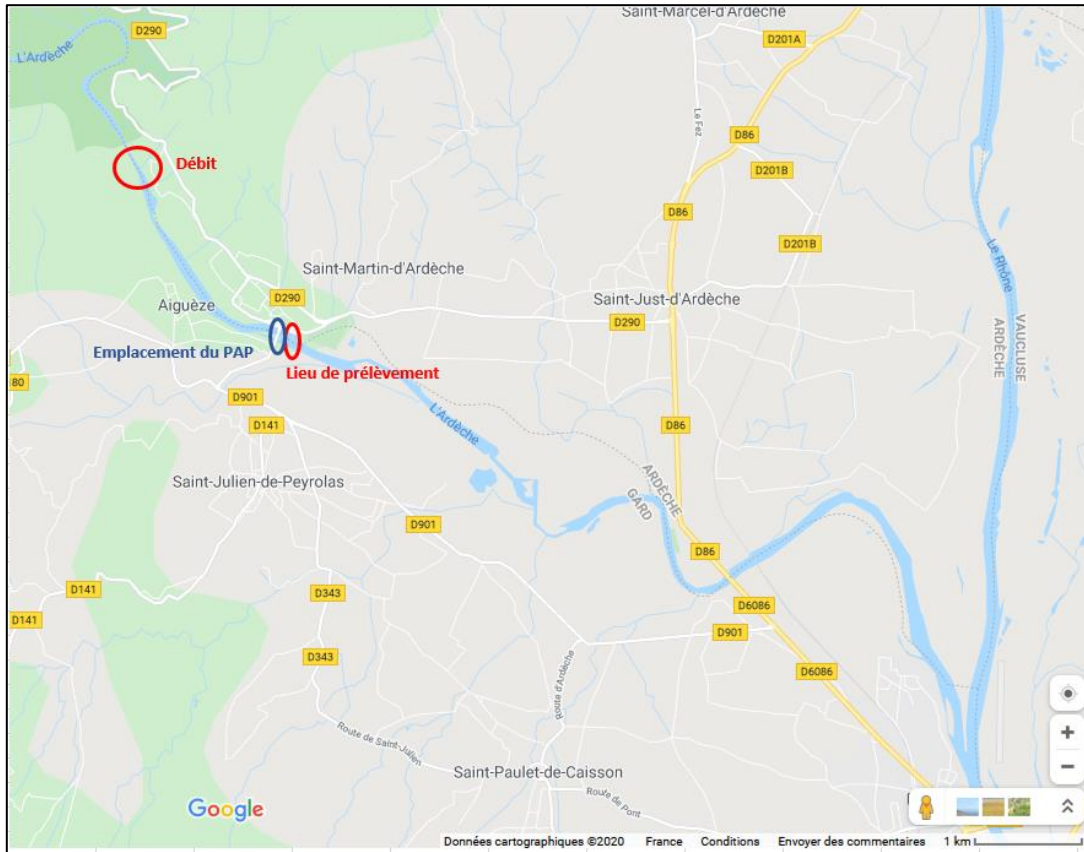 Saint-Marcel-d'Ardèche
D290
D201A
L'Ardèche
Le Fez
D86
Débit
D201B
D86
D201B
Le Rhône
Saint-Martin-d'Ardèche
D290
Saint-Just-d'Ardèche
Aiguèze
D290
VAUCLUSE
ARDÈCHE
Emplacement du PAP
Lieu de prélèvement
D901
L'Ardèche
D141
D86
Saint-Julien-de-Peyrolas
ARDÈCHE
GARD
D901
D86
D141
D343
D6086
D141
D901
D343
D6086
Route d'Ardèche
Route de Saint-Julien
Saint-Paulet-de-Caisson
Route de Pont
Google
Données cartographiques ©2020 France Conditions Envoyer des commentaires 1 km